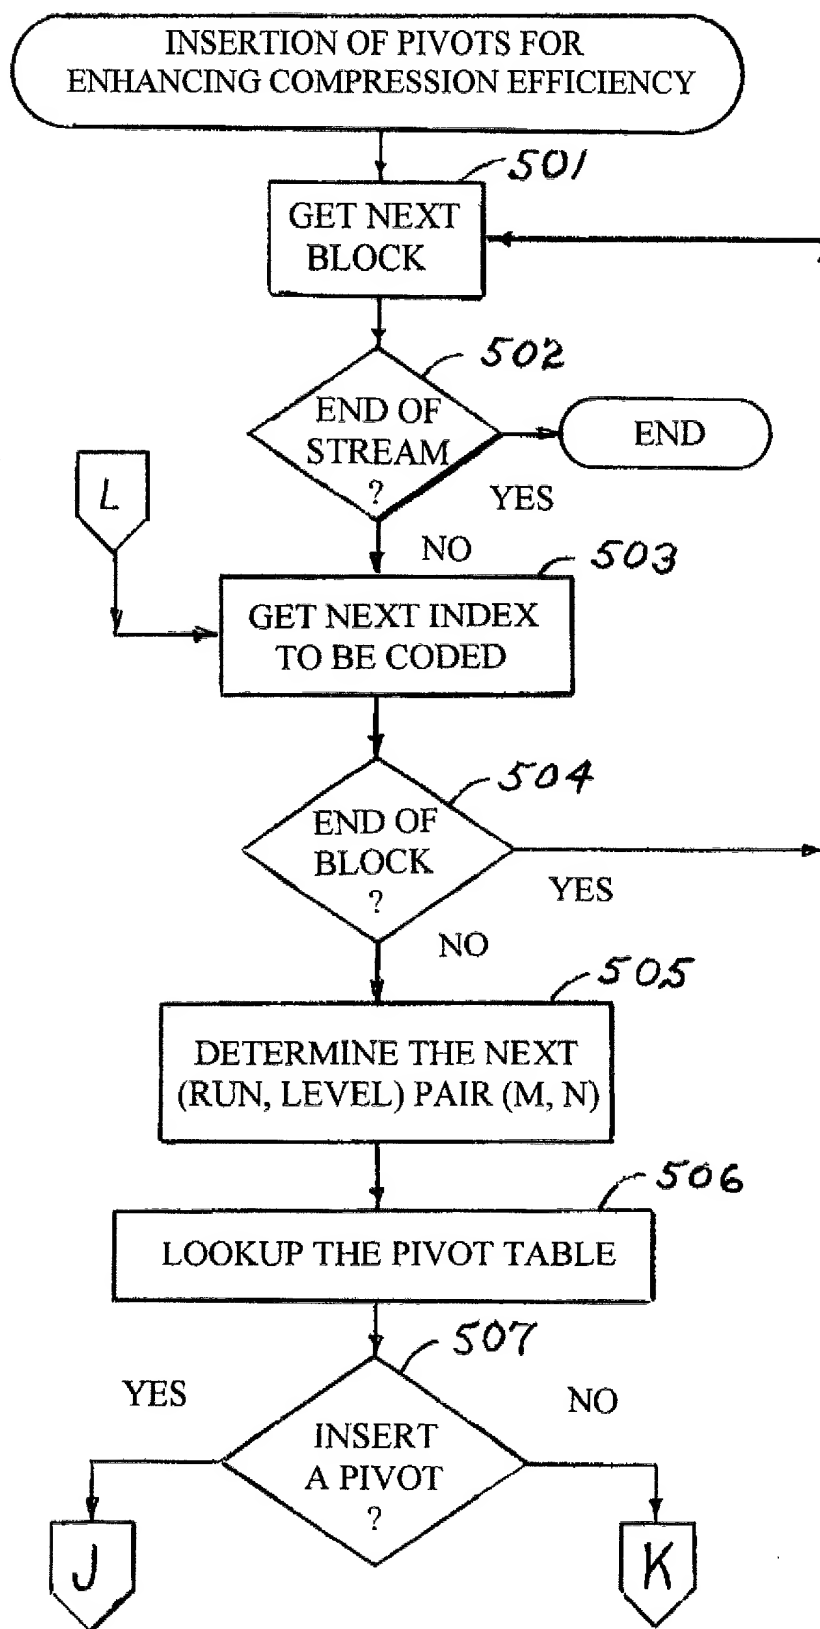 INSERTION OF PIVOTS FOR
ENHANCING COMPRESSION EFFICIENCY
501
GET NEXT
BLOCK
502
END OF
STREAM
?
END
YES
L
NO
503
GET NEXT INDEX
TO BE CODED
504
END OF
BLOCK
?
YES
NO
505
DETERMINE THE NEXT
(RUN, LEVEL) PAIR (M, N)
506
LOOKUP THE PIVOT TABLE
507
YES
NO
INSERT
A PIVOT
?
J
K